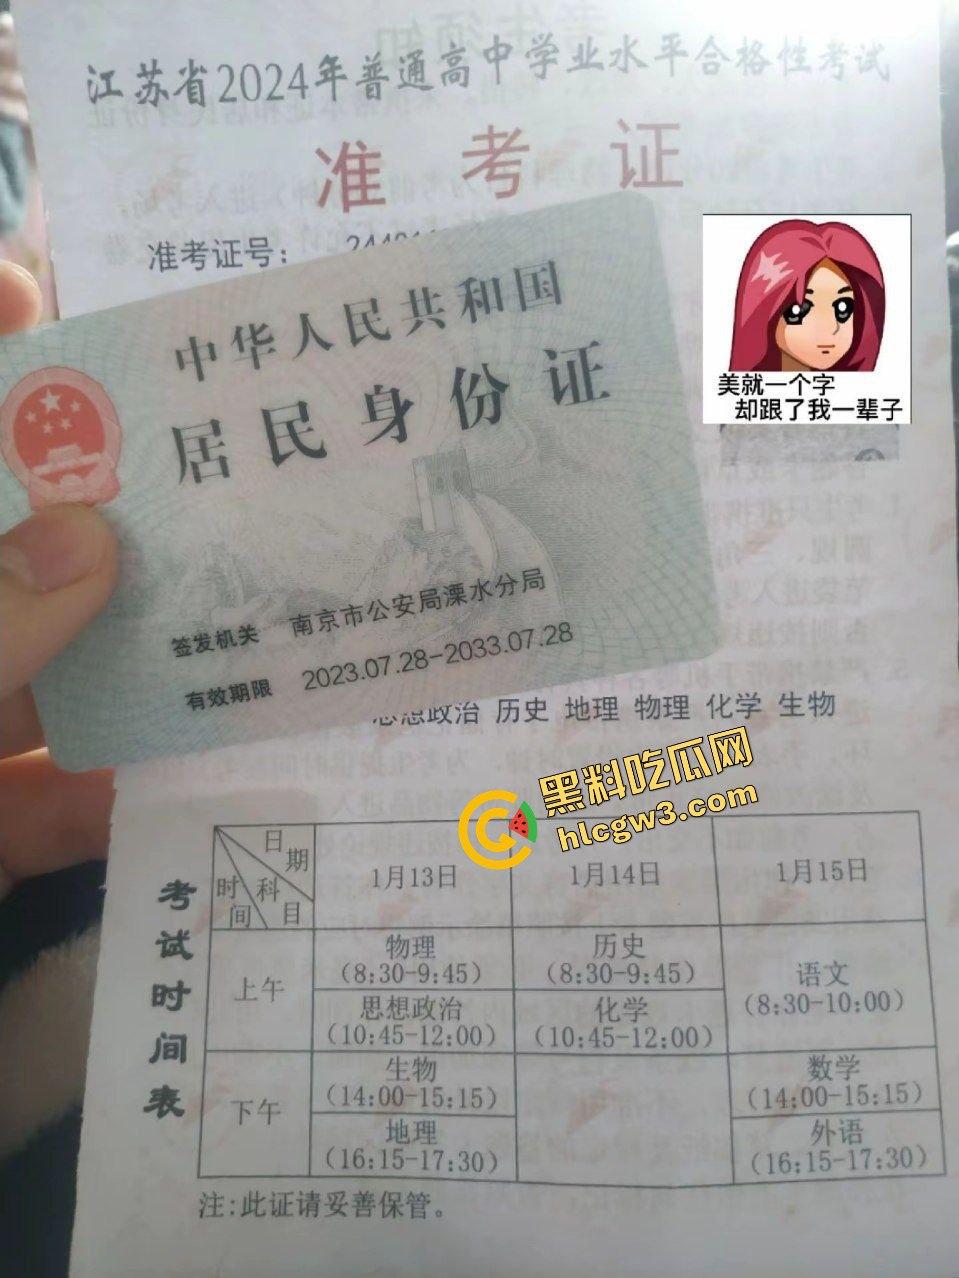 江苏省2024年普通高中学业水平合格性考试
准考证
准考证号：
中华人民共和国
居民身份证
签发机关 南京市公安局溧水分局
有效期限 2023.07.28-2033.07.28
美就一个字
却跟了我一辈子
思想政治 历史 地理 物理 化学 生物
黑料吃瓜网
hlcgw3.com
考试时间表
日期 时间 科目 1月13日 1月14日 1月15日
上午
物理
(8:30-9:45)
思想政治
(10:45-12:00)
历史
(8:30-9:45)
化学
(10:45-12:00)
语文
(8:30-10:00)
下午
生物
(14:00-15:15)
地理
(16:15-17:30)
数学
(14:00-15:15)
外语
(16:15-17:30)
注:此证请妥善保管。